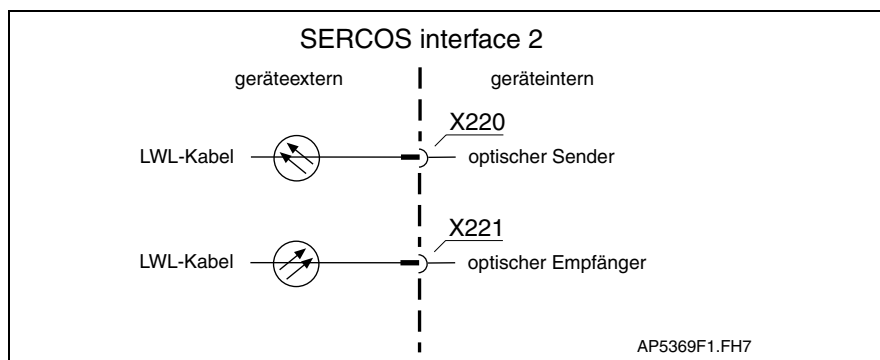 SERCOS interface 2
geräteextern geräteintern
X220
LWL-Kabel optischer Sender
X221
LWL-Kabel optischer Empfänger
AP5369F1.FH7